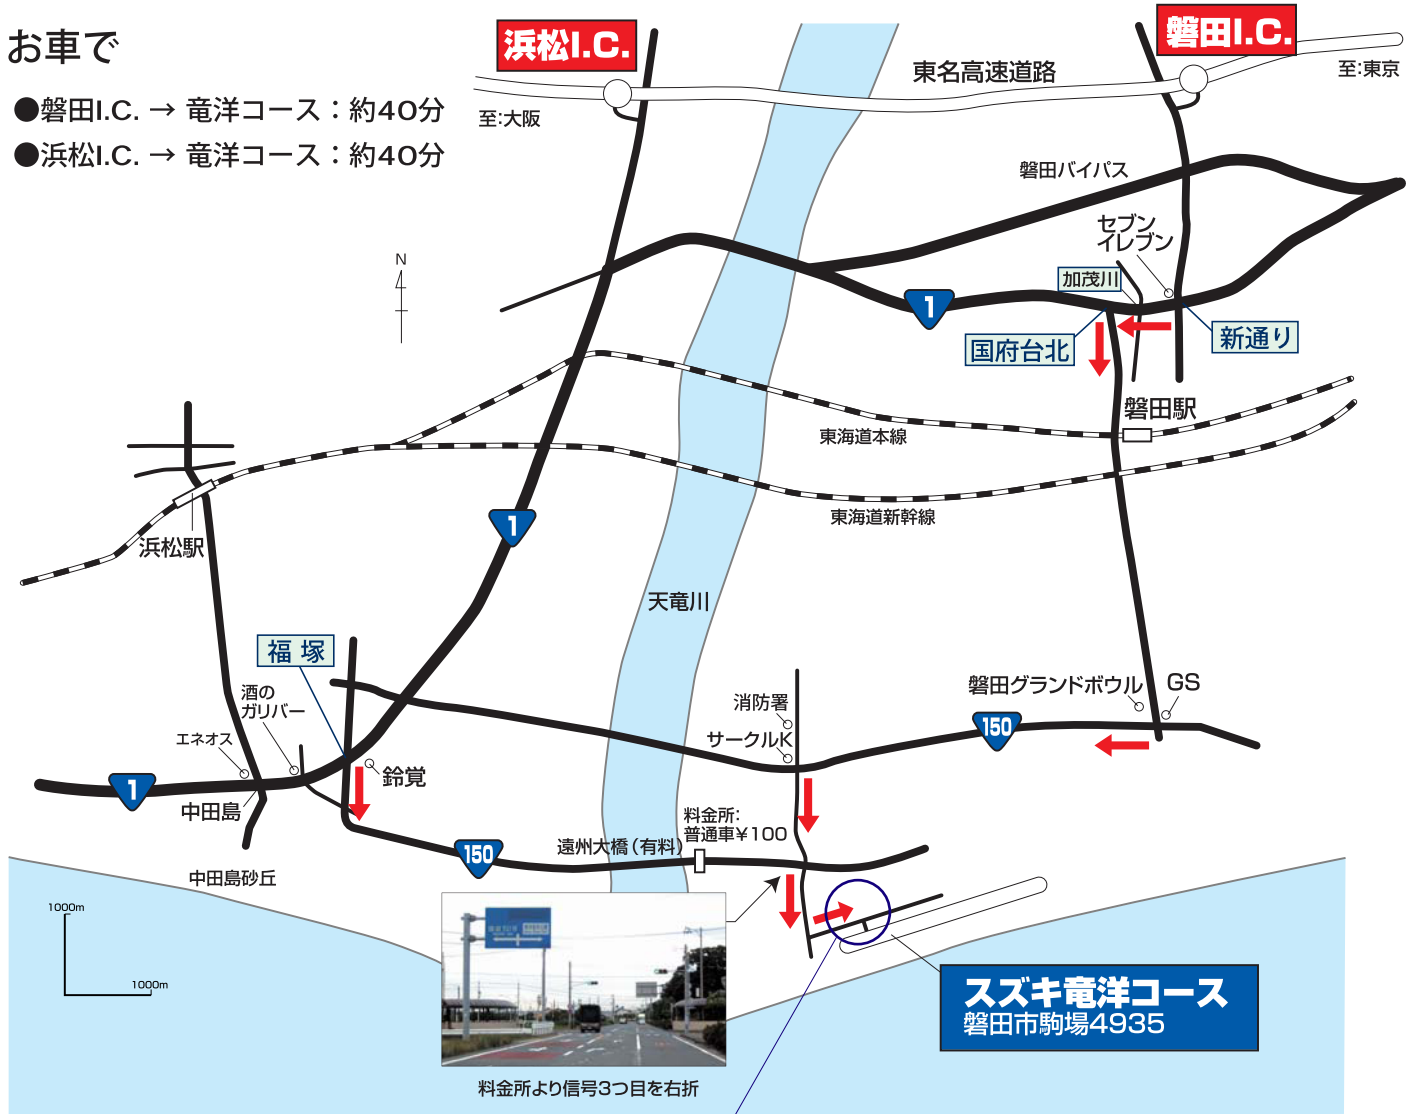 お車で
●磐田I.C. → 竜洋コース：約40分
●浜松I.C. → 竜洋コース：約40分
浜松I.C.
磐田I.C.
東名高速道路
至:東京
至:大阪
磐田バイパス
セブン
イレブン
N
加茂川
1
国府台北
新通り
磐田駅
東海道本線
東海道新幹線
1
浜松駅
天竜川
福塚
酒の
ガリバー
エネオス
鈴覚
1
中田島
中田島砂丘
消防署
サークルK
磐田グランドボウル
GS
150
料金所:
普通車¥100
遠州大橋（有料）
150
1000m
1000m
スズキ竜洋コース
磐田市駒場4935
料金所より信号3つ目を右折